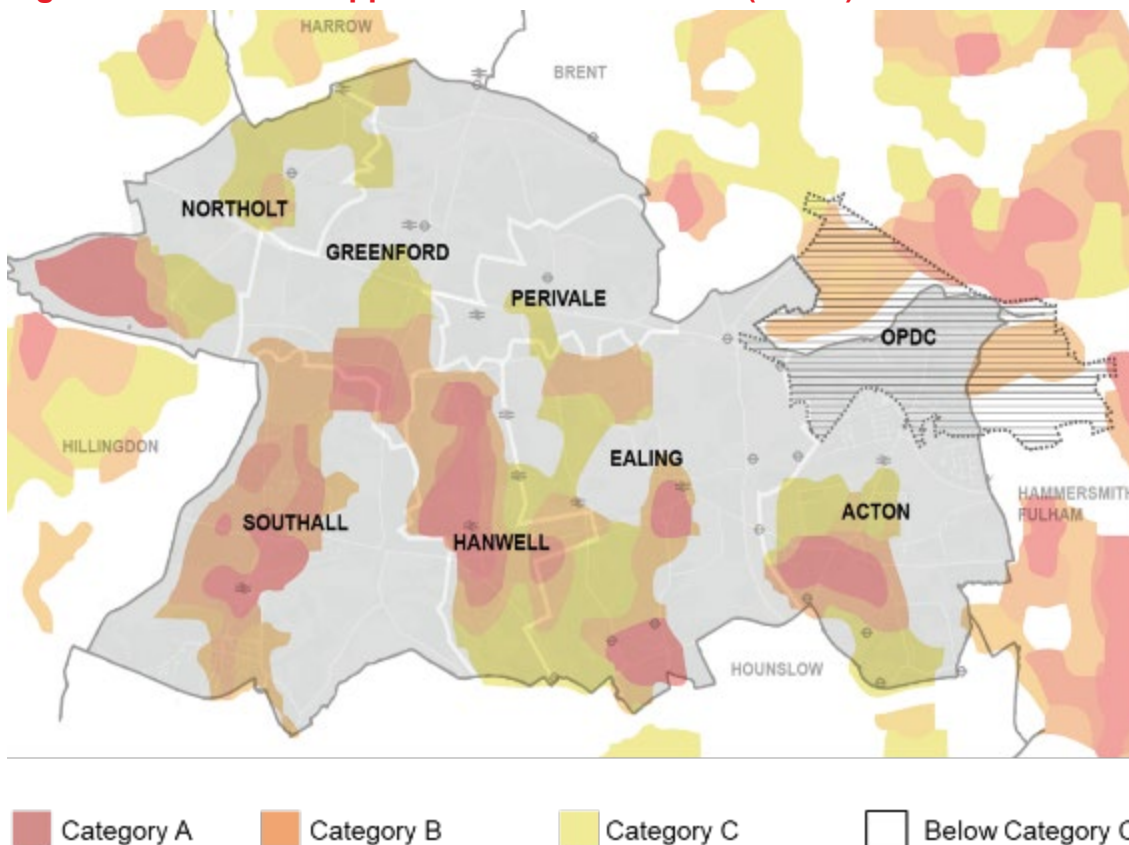 HARROW
BRENT
NORTHOLT
GREENFORD
PERIVALE
OPDC
HILLINGDON
EALING
HAMMERSMITH
FULHAM
SOUTHALL
HANWELL
ACTON
HOUNSLOW
Category A
Category B
Category C
Below Category C